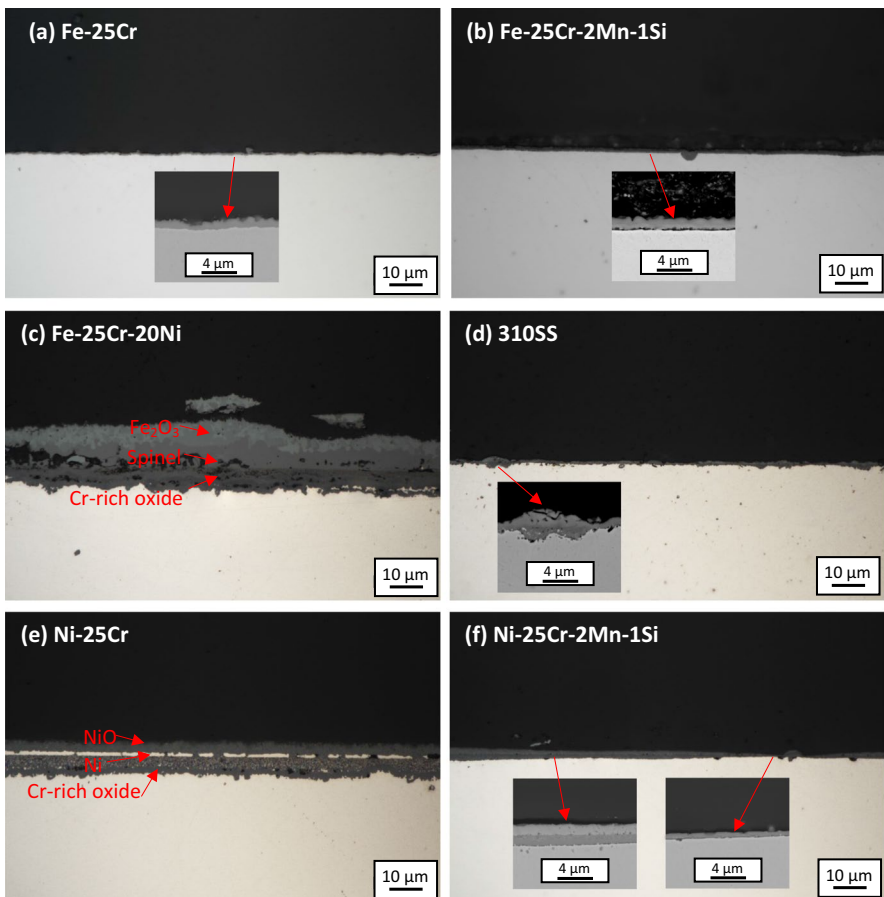 (a) Fe-25Cr
4 µm
10 µm
(b) Fe-25Cr-2Mn-1Si
4 µm
10 µm
(c) Fe-25Cr-20Ni
Fe₂O₃
Spinel
Cr-rich oxide
10 µm
(d) 310SS
4 µm
10 µm
(e) Ni-25Cr
NiO
Ni
Cr-rich oxide
10 µm
(f) Ni-25Cr-2Mn-1Si
4 µm
4 µm
10 µm